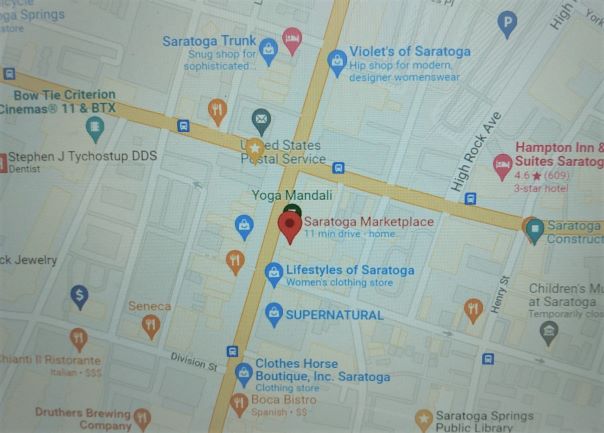 ga Springs
store
Saratoga Trunk
Snug shop for
sophisticated...
Violet's of Saratoga
Hip shop for modern,
designer womenswear
P
High
Bow Tie Criterion
Cinemas® 11 & BTX
United States
Postal Service
Stephen J Tychostup DDS
Dentist
High Rock Ave
Hampton Inn &
Suites Saratog
4.6★(609)
3-star hotel
Yoga Mandali
Saratoga Marketplace
11 min drive - home
Saratoga
Construct
ck Jewelry
Lifestyles of Saratoga
Women's clothing store
Henry St
Children's Mu
at Saratoga
Temporarily clos
$
Seneca
SUPERNATURAL
Chianti Il Ristorante
Italian · $$$
Division St
Clothes Horse
Boutique, Inc. Saratoga
Clothing store
Boca Bistro
Spanish · $$
Druthers Brewing
Company
Saratoga Springs
Public Library